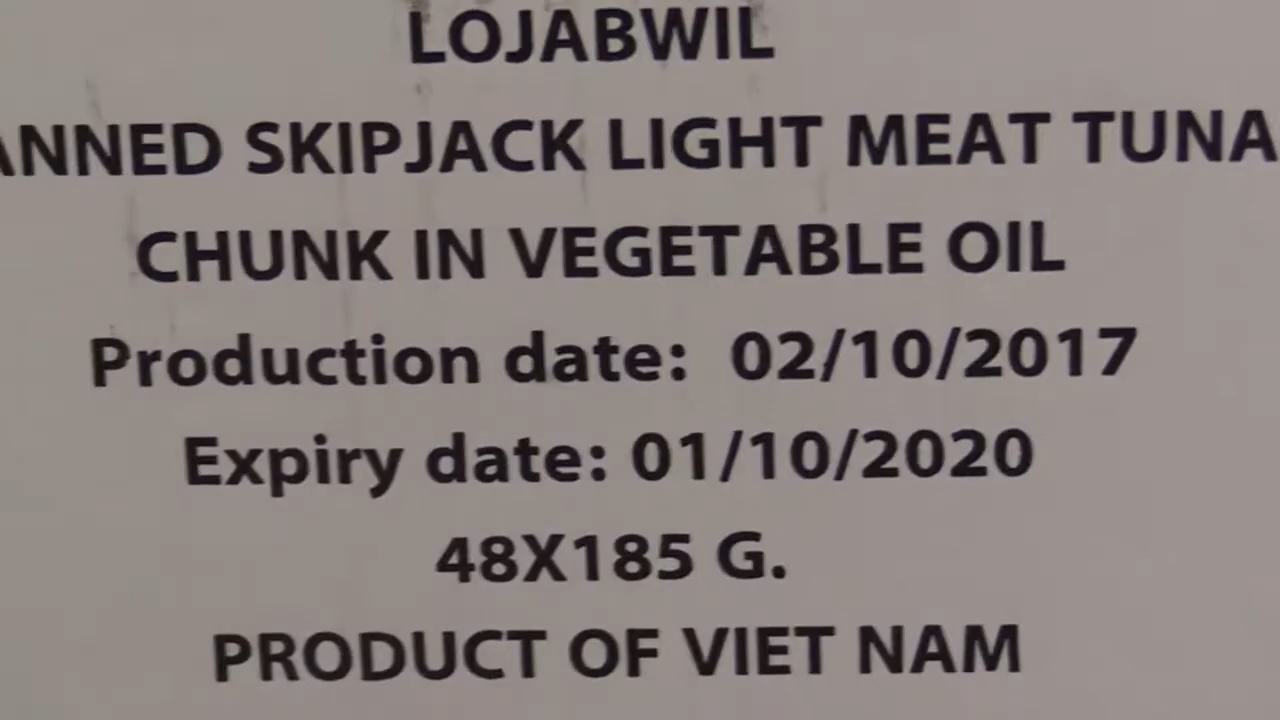 LOJABWIL
ANNED SKIPJACK LIGHT MEAT TUNA
CHUNK IN VEGETABLE OIL
Production date: 02/10/2017
Expiry date: 01/10/2020
48X185 G.
PRODUCT OF VIET NAM